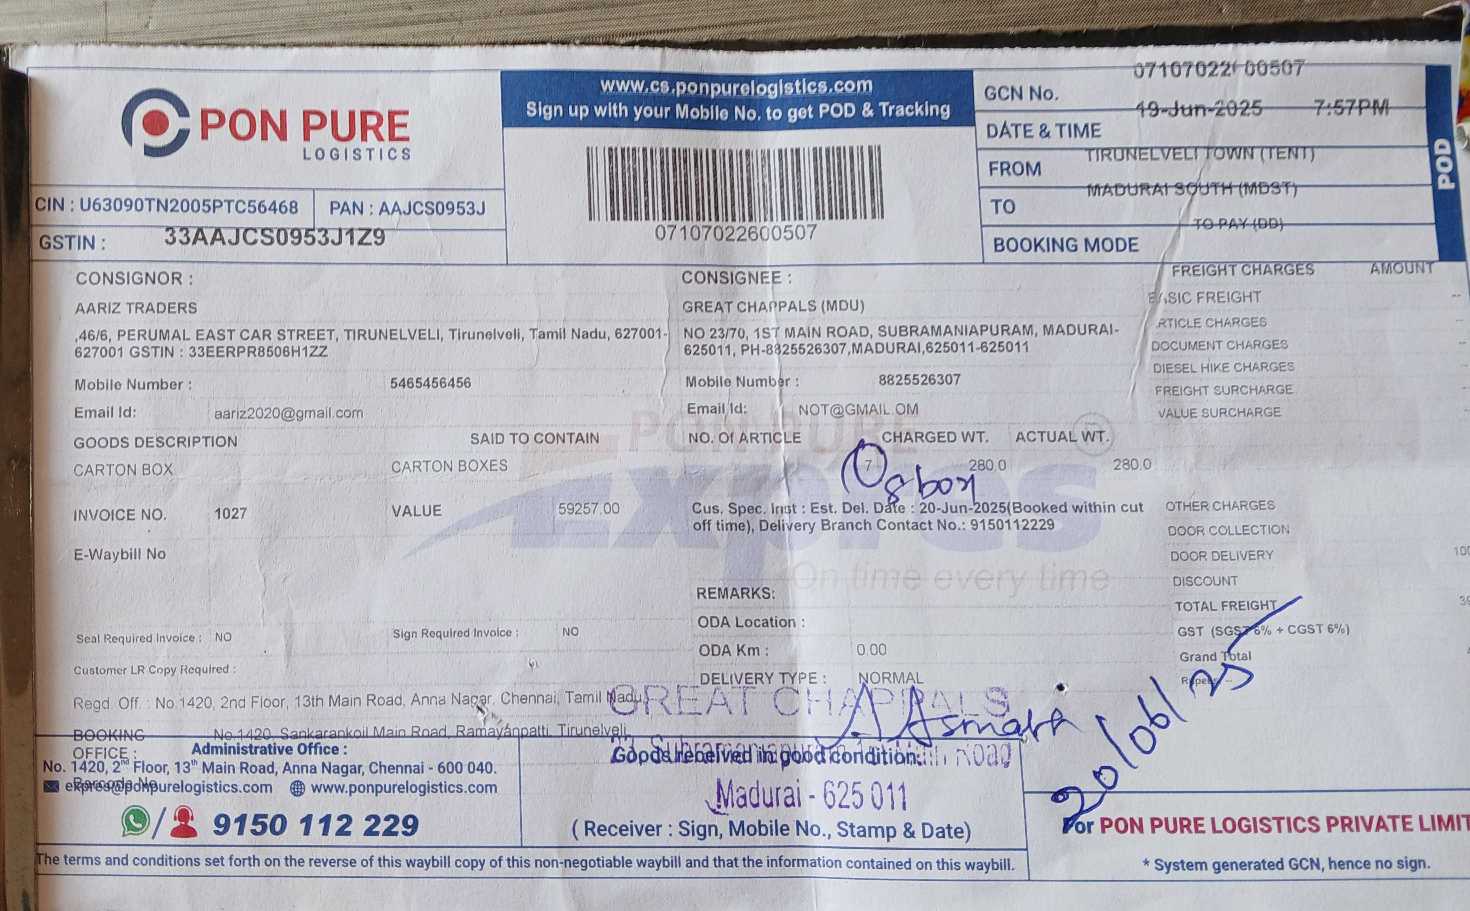 PON PURE
LOGISTICS
www.cs.ponpurelogistics.com
Sign up with your Mobile No. to get POD & Tracking
07107022600507
CIN : U63090TN2005PTC56468
PAN : AAJCS0953J
GSTIN : 33AAJCS0953J1Z9
GCN No. 07107022600507
DATE & TIME 19-Jun-2025 7:57PM
FROM TIRUNELVELI TOWN (TENT)
TO MADURAI SOUTH (MDST)
BOOKING MODE TO PAY (DD)
POD
CONSIGNOR :
AARIZ TRADERS
,46/6, PERUMAL EAST CAR STREET, TIRUNELVELI, Tirunelveli, Tamil Nadu, 627001-
627001 GSTIN : 33EERPR8506H1ZZ
Mobile Number : 5465456456
Email Id: aariz2020@gmail.com
CONSIGNEE :
GREAT CHAPPALS (MDU)
NO 23/70, 1ST MAIN ROAD, SUBRAMANIAPURAM, MADURAI-
625011, PH-8825526307,MADURAI,625011-625011
Mobile Number : 8825526307
Email Id: NOT@GMAIL.OM
FREIGHT CHARGES AMOUNT
BASIC FREIGHT --
ARTICLE CHARGES --
DOCUMENT CHARGES
DIESEL HIKE CHARGES
FREIGHT SURCHARGE
VALUE SURCHARGE
GOODS DESCRIPTION SAID TO CONTAIN NO. Of ARTICLE CHARGED WT. ACTUAL WT.
CARTON BOX CARTON BOXES 7 280.0 280.0
8 box
INVOICE NO. 1027 VALUE 59257.00
E-Waybill No
Cus. Spec. Inst : Est. Del. Date : 20-Jun-2025(Booked within cut
off time), Delivery Branch Contact No.: 9150112229
PON PURE
Express
On time every time
OTHER CHARGES
DOOR COLLECTION
DOOR DELIVERY
DISCOUNT
TOTAL FREIGHT
GST (SGST 6% + CGST 6%)
Grand Total
REMARKS:
ODA Location :
ODA Km : 0.00
DELIVERY TYPE : NORMAL
Seal Required Invoice : NO
Sign Required Invoice : NO
Customer LR Copy Required :
Regd. Off. : No.1420, 2nd Floor, 13th Main Road, Anna Nagar, Chennai, Tamil Nadu
BOOKING OFFICE : No.1420, Sankarankoil Main Road, Ramayanpatti, Tirunelveli
Administrative Office :
No. 1420, 2nd Floor, 13th Main Road, Anna Nagar, Chennai - 600 040.
express@ponpurelogistics.com www.ponpurelogistics.com
9150 112 229
GREAT CHAPPALS
Main Road
Madurai - 625 011
A Asmath
20/06/25
Goods received in good condition:
( Receiver : Sign, Mobile No., Stamp & Date)
For PON PURE LOGISTICS PRIVATE LIMIT
* System generated GCN, hence no sign.
The terms and conditions set forth on the reverse of this waybill copy of this non-negotiable waybill and that the information contained on this waybill.